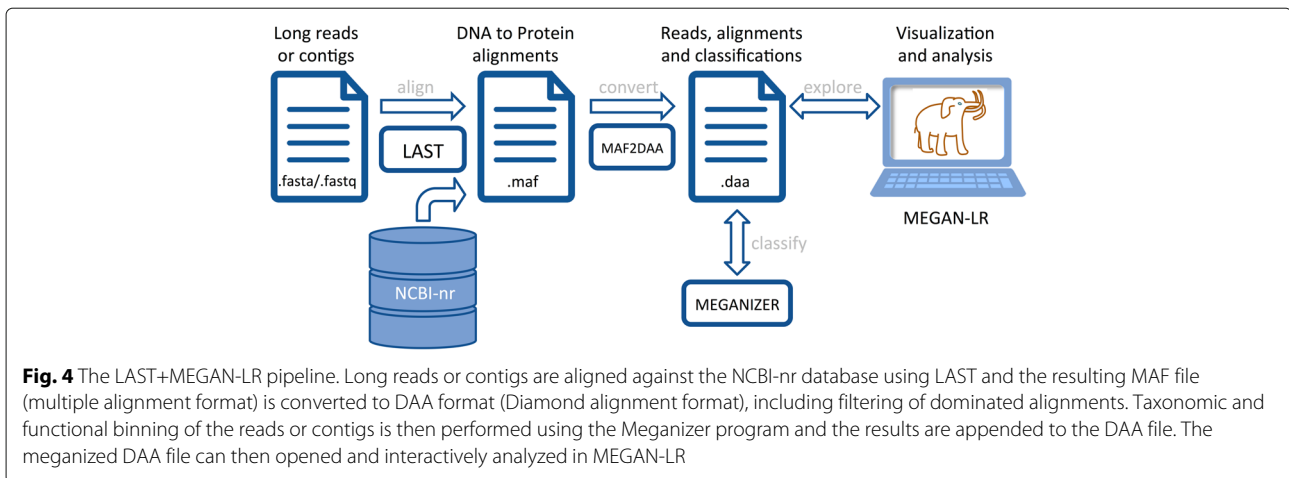 Long reads
or contigs
DNA to Protein
alignments
Reads, alignments
and classifications
Visualization
and analysis
align
convert
explore
LAST
MAF2DAA
.fasta/.fastq
.maf
.daa
MEGAN-LR
classify
NCBI-nr
MEGANIZER
Fig. 4 The LAST+MEGAN-LR pipeline. Long reads or contigs are aligned against the NCBI-nr database using LAST and the resulting MAF file
(multiple alignment format) is converted to DAA format (Diamond alignment format), including filtering of dominated alignments. Taxonomic and
functional binning of the reads or contigs is then performed using the Meganizer program and the results are appended to the DAA file. The
meganized DAA file can then opened and interactively analyzed in MEGAN-LR